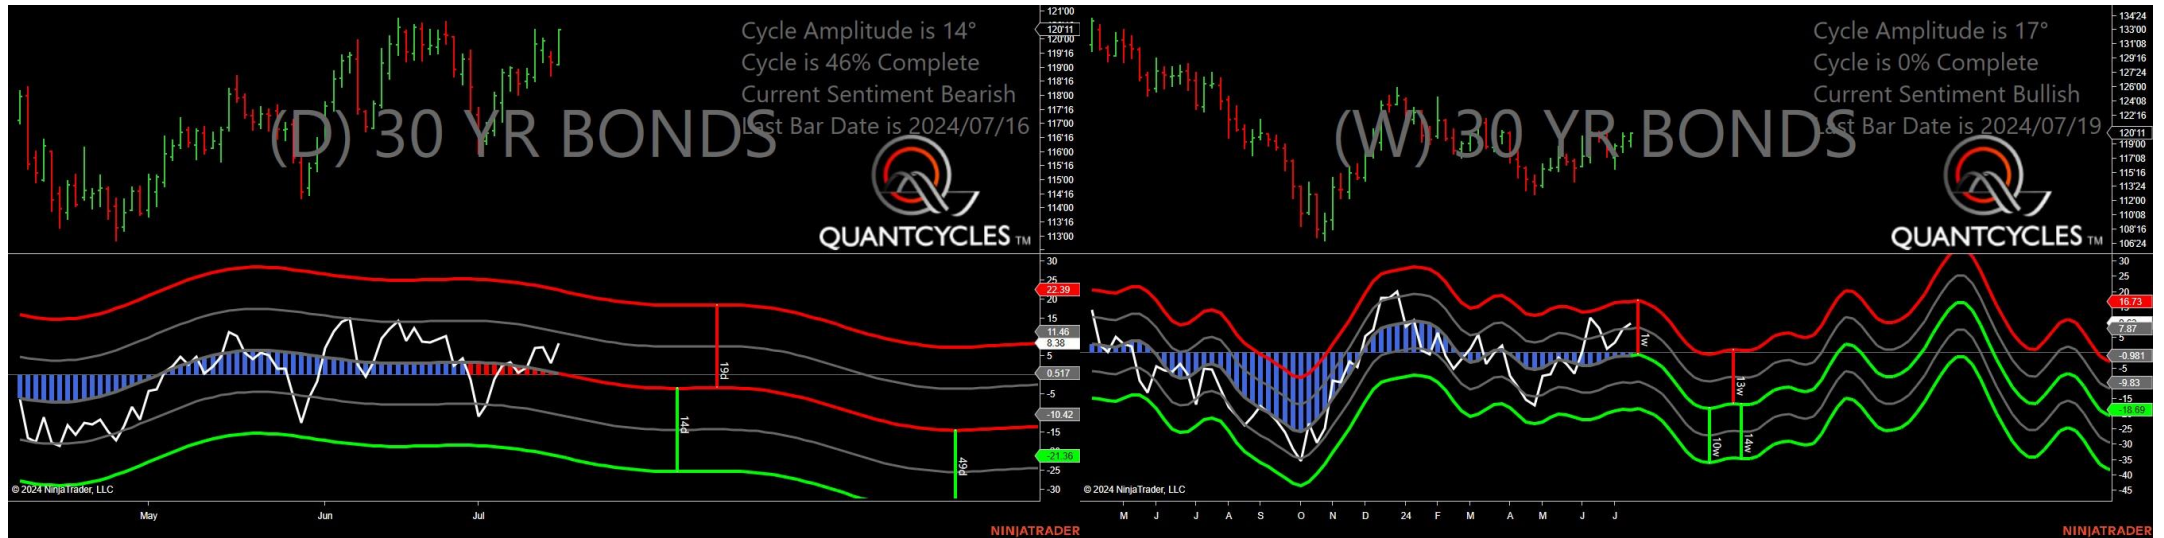 121'00
120'11
120'00
119'16
119'00
118'16
118'00
117'16
117'00
116'16
116'00
115'16
115'00
114'16
114'00
113'16
113'00
Cycle Amplitude is 14°
Cycle is 46% Complete
Current Sentiment Bearish
Last Bar Date is 2024/07/16
(D) 30 YR BONDS
QUANTCYCLES TM
30
25
22.39
20
15
11.46
8.38
5
0.517
-5
-10.42
-15
-21.36
-25
-30
19d
14d
49d
© 2024 NinjaTrader, LLC
May
Jun
Jul
NINJATRADER
134'24
133'00
131'08
129'16
127'24
126'00
124'08
122'16
120'11
119'00
117'08
115'16
113'24
112'00
110'08
108'16
106'24
Cycle Amplitude is 17°
Cycle is 0% Complete
Current Sentiment Bullish
Last Bar Date is 2024/07/19
(W) 30 YR BONDS
QUANTCYCLES TM
30
25
20
16.73
7.87
5
-0.981
-5
-9.83
-15
-18.69
-25
-30
-35
-40
-45
1w
13w
10w
14w
© 2024 NinjaTrader, LLC
M
J
J
A
S
O
N
D
24
F
M
A
M
J
J
NINJATRADER